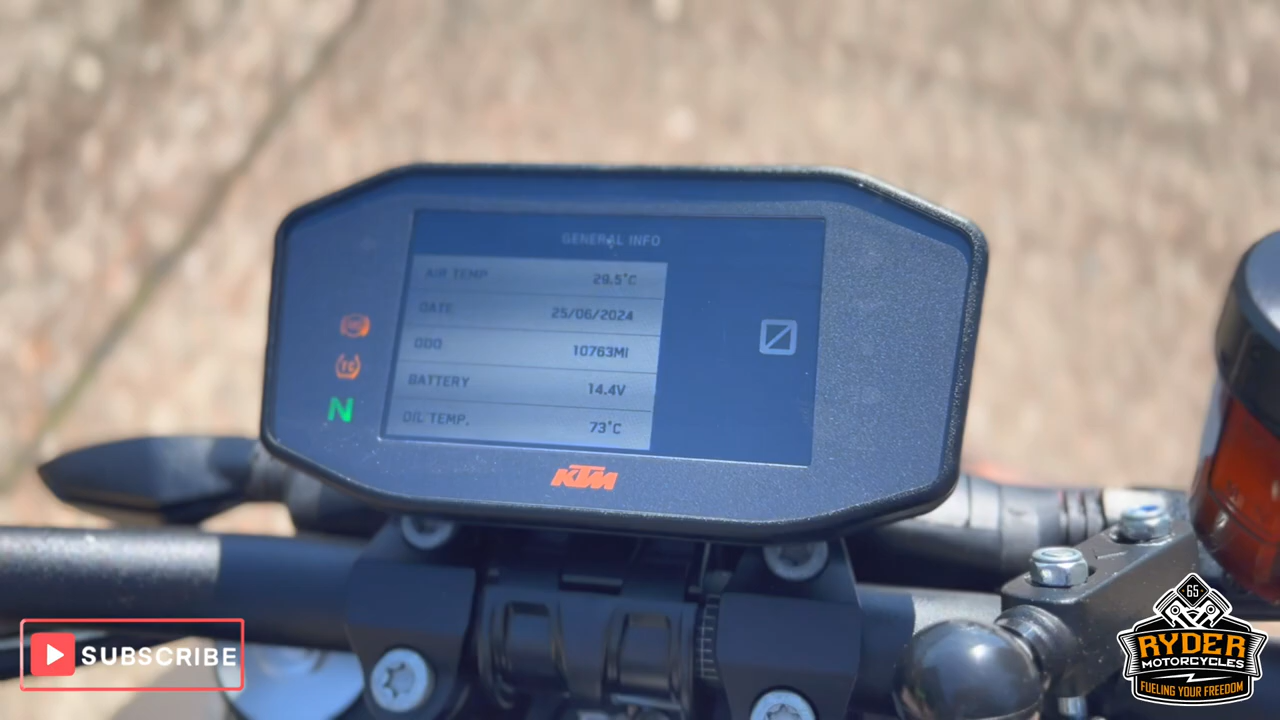 GENERAL INFO
AIR TEMP 29.5°C
DATE 25/06/2024
ODO 10763MI
BATTERY 14.4V
OIL TEMP. 73°C
TC
N
KTM
SUBSCRIBE
65
RYDER
MOTORCYCLES
FUELING YOUR FREEDOM